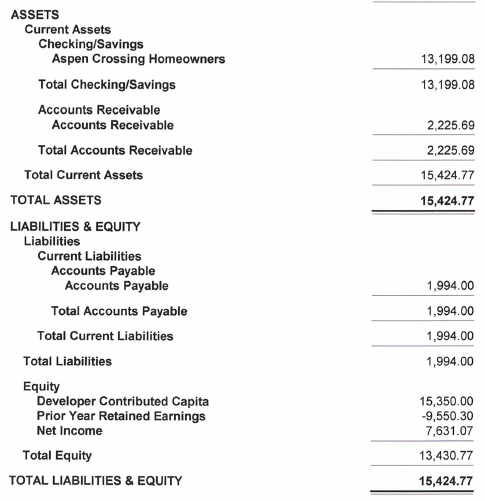 ASSETS
Current Assets
Checking/Savings
Aspen Crossing Homeowners 13,199.08
Total Checking/Savings 13,199.08
Accounts Receivable
Accounts Receivable 2,225.69
Total Accounts Receivable 2,225.69
Total Current Assets 15,424.77
TOTAL ASSETS 15,424.77
LIABILITIES & EQUITY
Liabilities
Current Liabilities
Accounts Payable
Accounts Payable 1,994.00
Total Accounts Payable 1,994.00
Total Current Liabilities 1,994.00
Total Liabilities 1,994.00
Equity
Developer Contributed Capita 15,350.00
Prior Year Retained Earnings -9,550.30
Net Income 7,631.07
Total Equity 13,430.77
TOTAL LIABILITIES & EQUITY 15,424.77